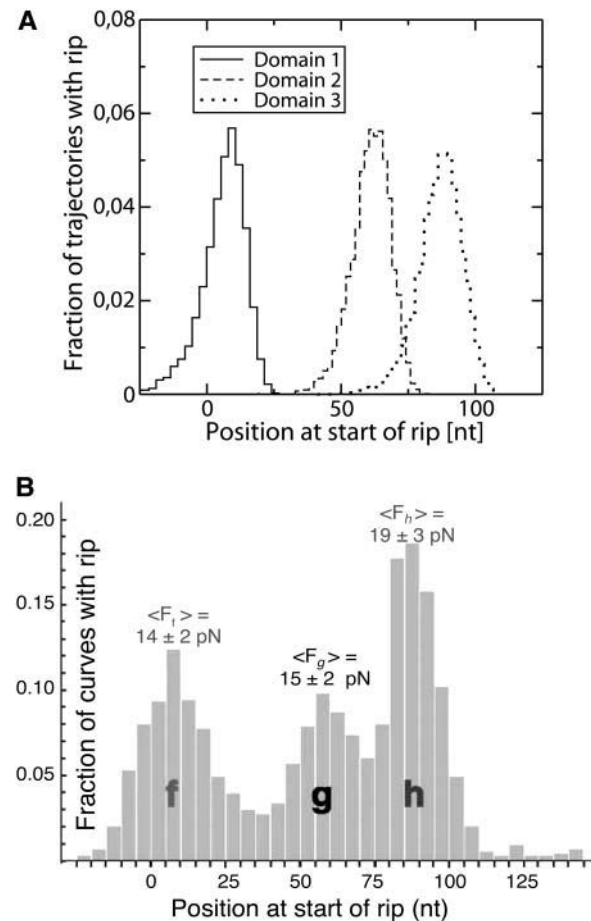 A
0,08
0,06
0,04
0,02
0
Fraction of trajectories with rip
Domain 1
Domain 2
Domain 3
0 50 100
Position at start of rip [nt]
B
0.20
0.15
0.10
0.05
Fraction of curves with rip
<F_f> =
14 ± 2 pN
<F_g> =
15 ± 2 pN
<F_h> =
19 ± 3 pN
f g h
0 25 50 75 100 125
Position at start of rip (nt)